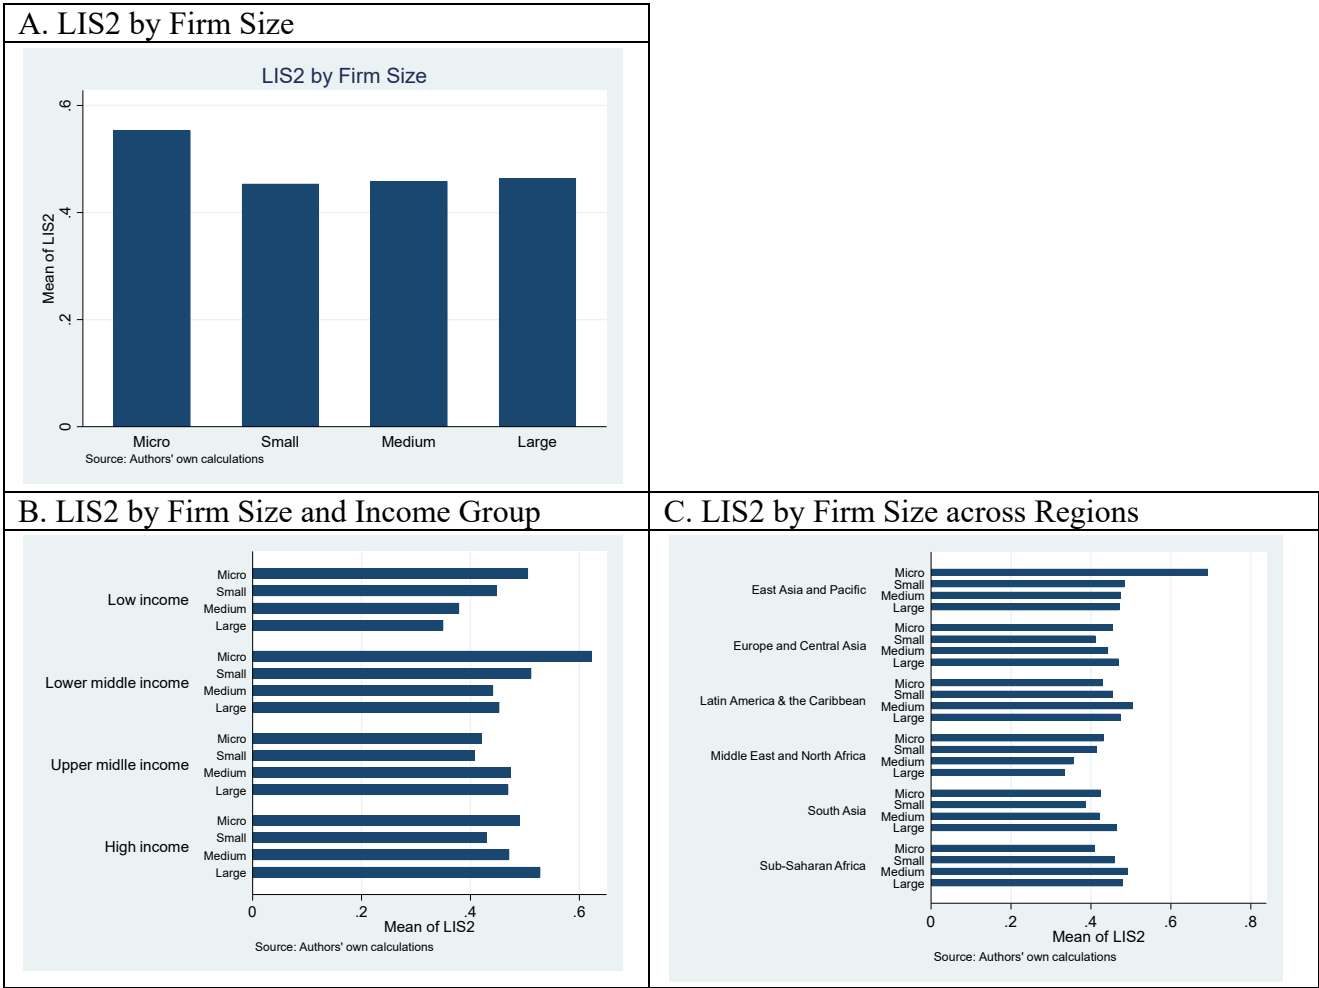 A. LIS2 by Firm Size
LIS2 by Firm Size
.6
.4
.2
0
Mean of LIS2
Micro Small Medium Large
Source: Authors' own calculations
B. LIS2 by Firm Size and Income Group
Low income
Micro
Small
Medium
Large
Lower middle income
Micro
Small
Medium
Large
Upper midlle income
Micro
Small
Medium
Large
High income
Micro
Small
Medium
Large
0 .2 .4 .6
Mean of LIS2
Source: Authors' own calculations
C. LIS2 by Firm Size across Regions
East Asia and Pacific
Micro
Small
Medium
Large
Europe and Central Asia
Micro
Small
Medium
Large
Latin America & the Caribbean
Micro
Small
Medium
Large
Middle East and North Africa
Micro
Small
Medium
Large
South Asia
Micro
Small
Medium
Large
Sub-Saharan Africa
Micro
Small
Medium
Large
0 .2 .4 .6 .8
Mean of LIS2
Source: Authors' own calculations